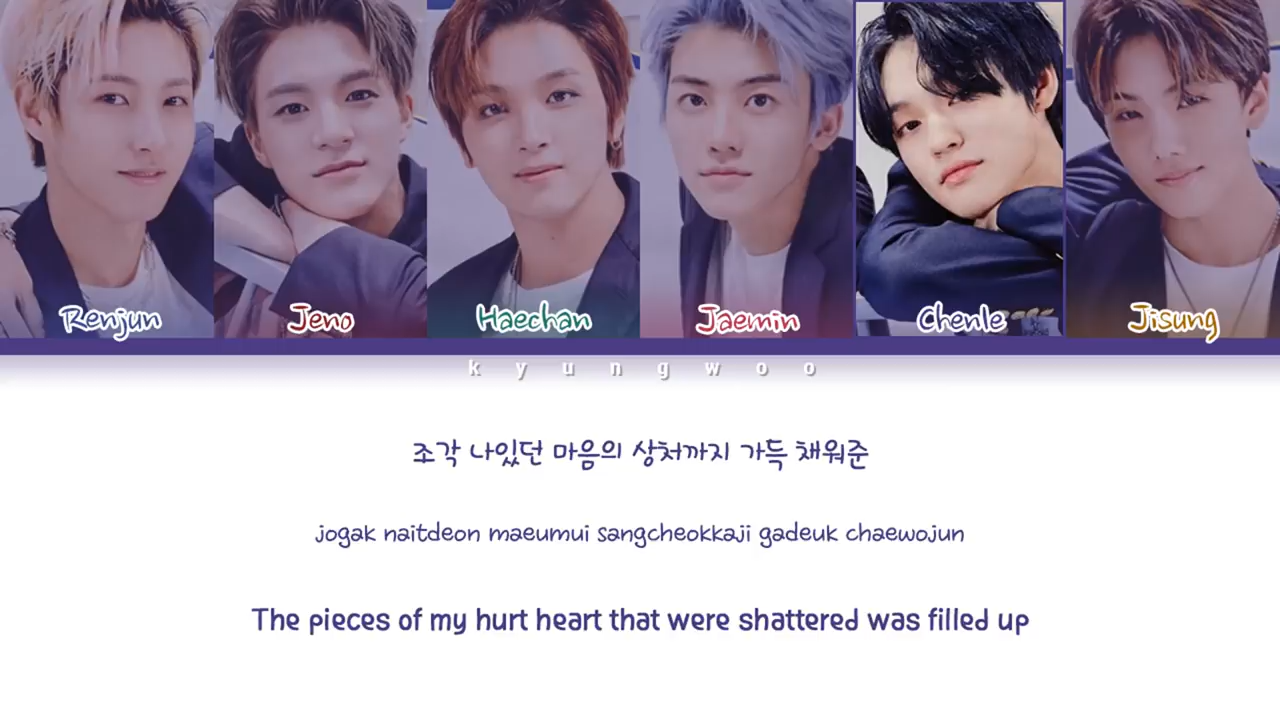 Renjun Jeno Haechan Jaemin Chenle Jisung
kyungwoo
조각 나있던 마음의 상처까지 가득 채워준
jogak naitdeon maeumui sangcheokkaji gadeuk chaewojun
The pieces of my hurt heart that were shattered was filled up